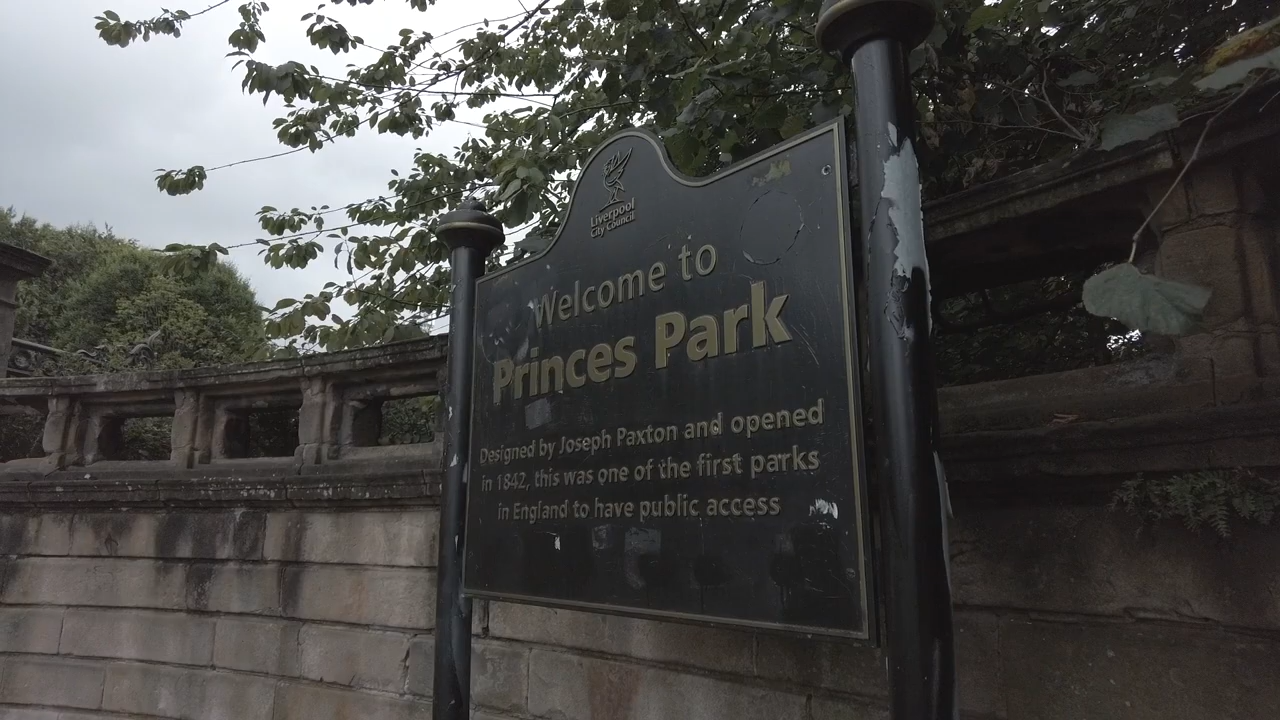 Liverpool
City Council
Welcome to
Princes Park
Designed by Joseph Paxton and opened
in 1842, this was one of the first parks
in England to have public access